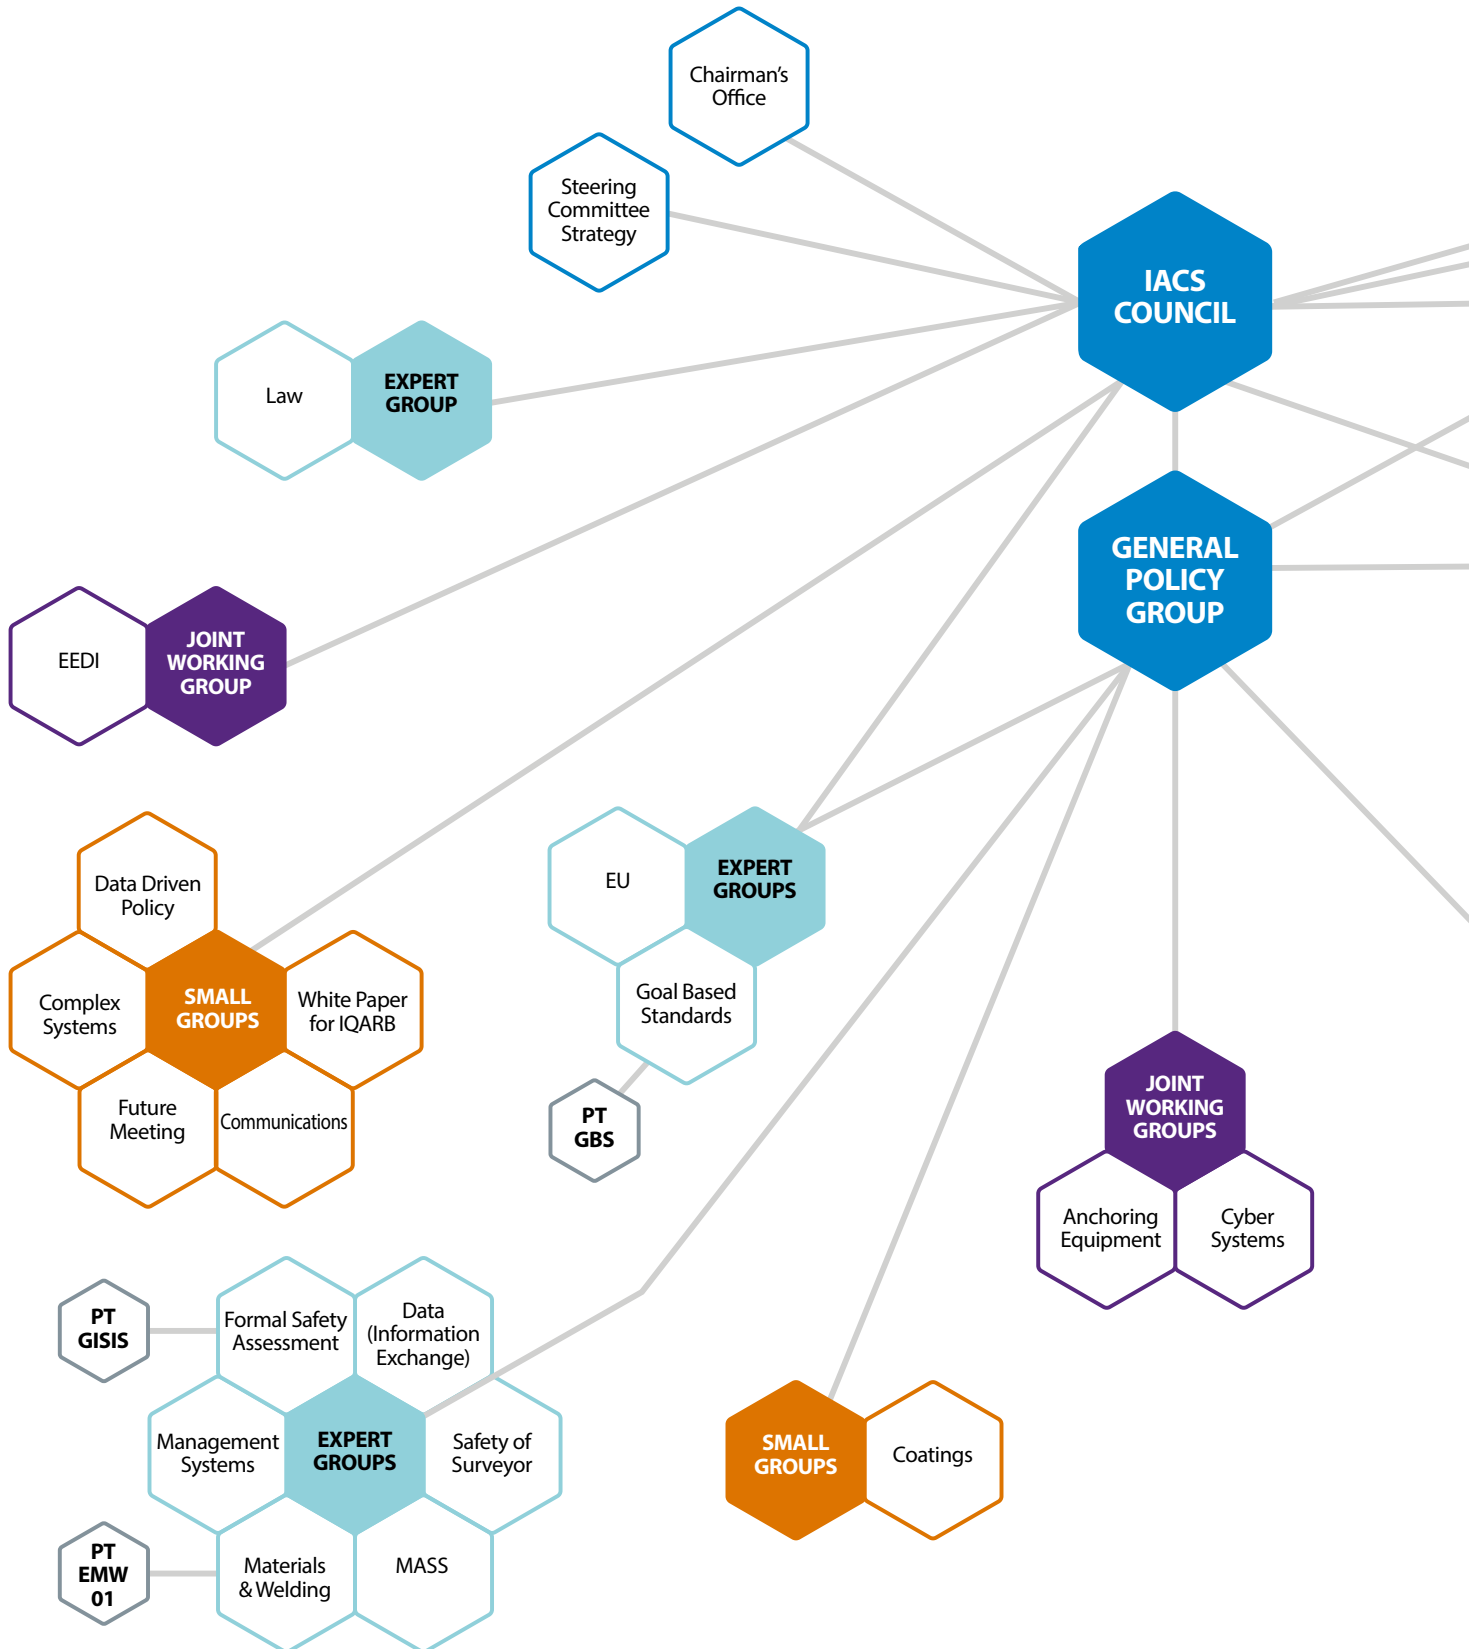 Chairman's
Office
Steering
Committee
Strategy
IACS
COUNCIL
Law
EXPERT
GROUP
GENERAL
POLICY
GROUP
EEDI
JOINT
WORKING
GROUP
Data Driven
Policy
Complex
Systems
SMALL
GROUPS
White Paper
for IQARB
Future
Meeting
Communications
EU
EXPERT
GROUPS
Goal Based
Standards
PT
GBS
JOINT
WORKING
GROUPS
Anchoring
Equipment
Cyber
Systems
PT
GISIS
Formal Safety
Assessment
Data
(Information
Exchange)
Management
Systems
EXPERT
GROUPS
Safety of
Surveyor
PT
EMW
01
Materials
& Welding
MASS
SMALL
GROUPS
Coatings